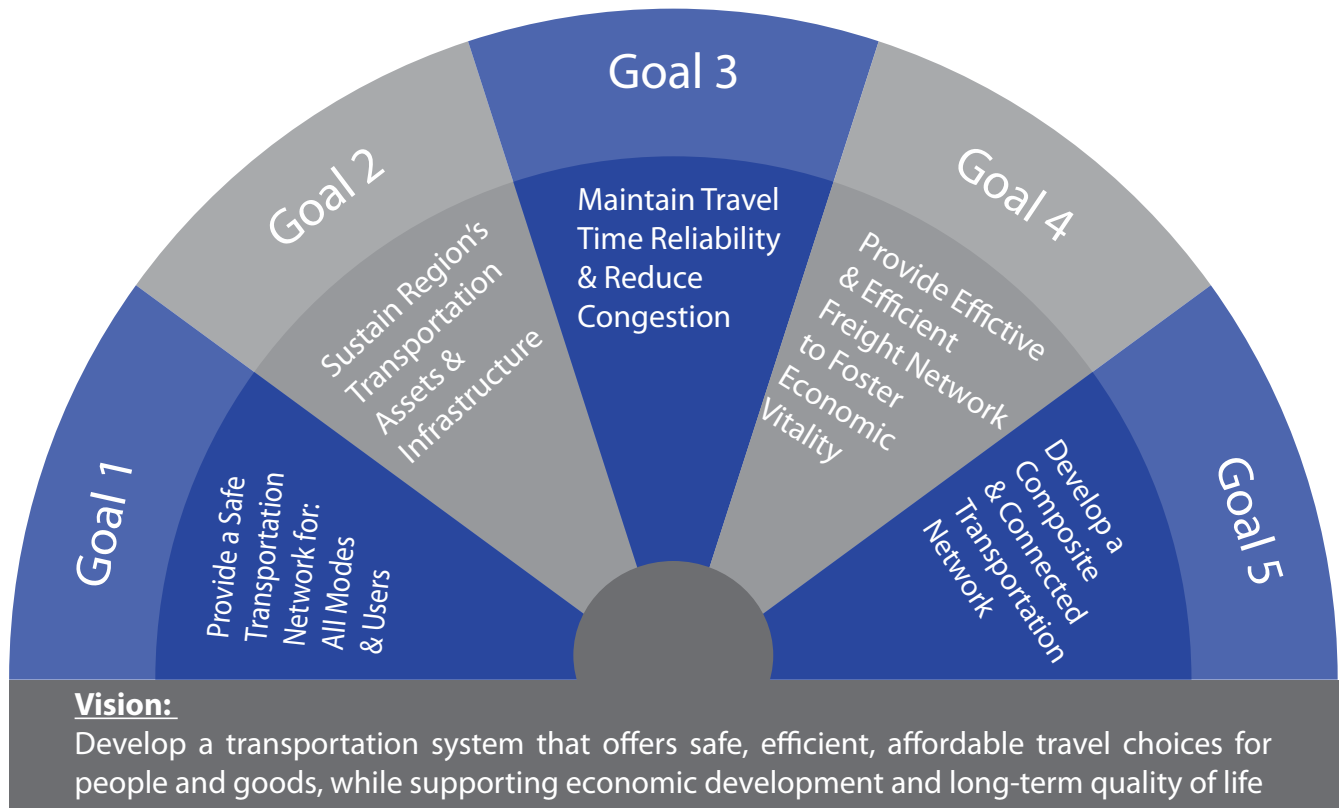 Goal 1
Provide a Safe
Transportation
Network for:
All Modes
& Users
Goal 2
Sustain Region's
Transportation
Assets &
Infrastructure
Goal 3
Maintain Travel
Time Reliability
& Reduce
Congestion
Goal 4
Provide Effictive
& Efficient
Freight Network
to Foster
Economic
Vitality
Goal 5
Develop a
Composite
& Connected
Transportation
Network
Vision:
Develop a transportation system that offers safe, efficient, affordable travel choices for
people and goods, while supporting economic development and long-term quality of life